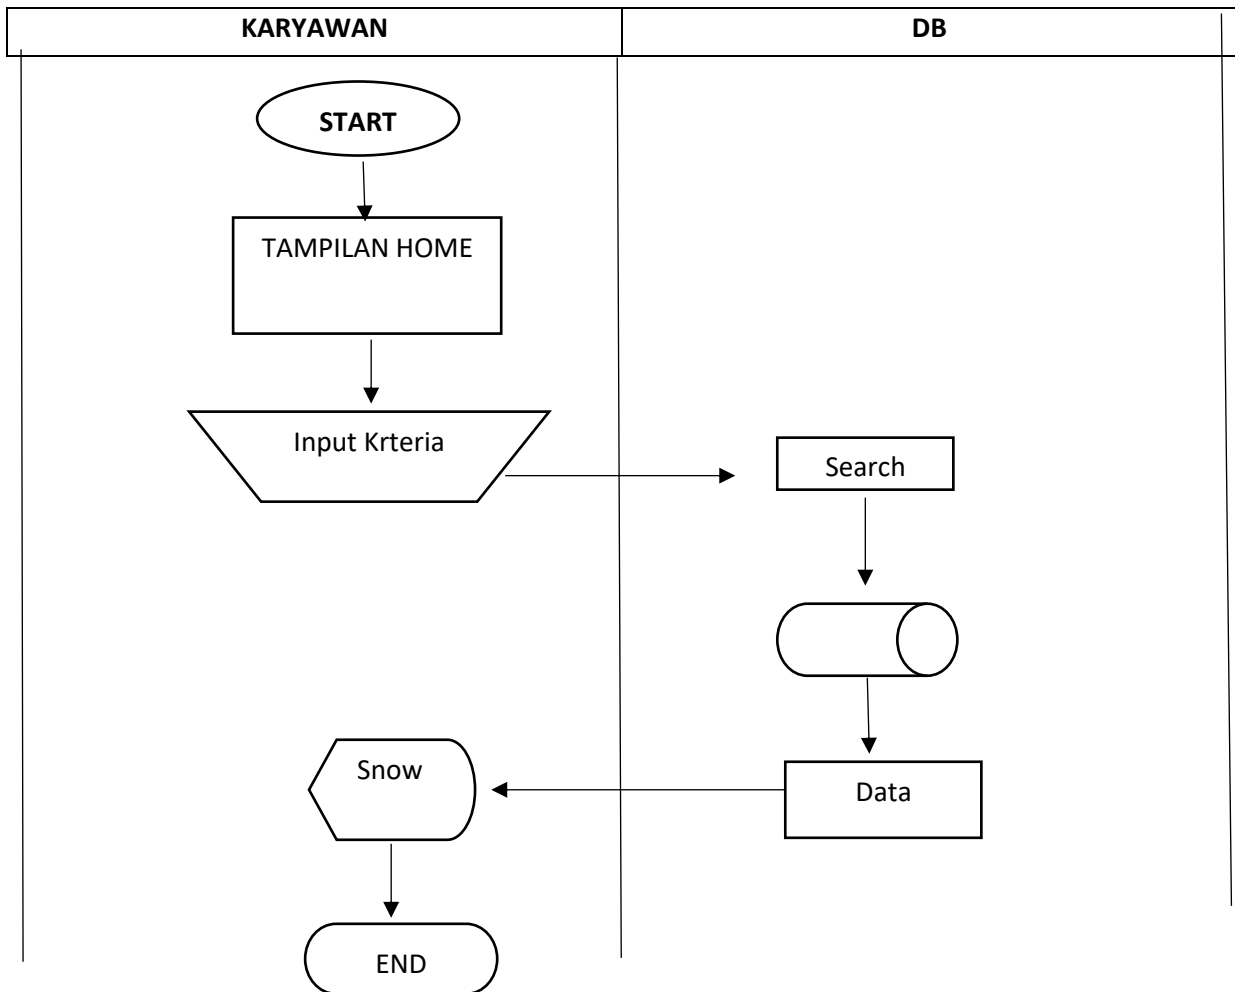 KARYAWAN
DB
START
TAMPILAN HOME
Input Krteria
Search
Snow
Data
END